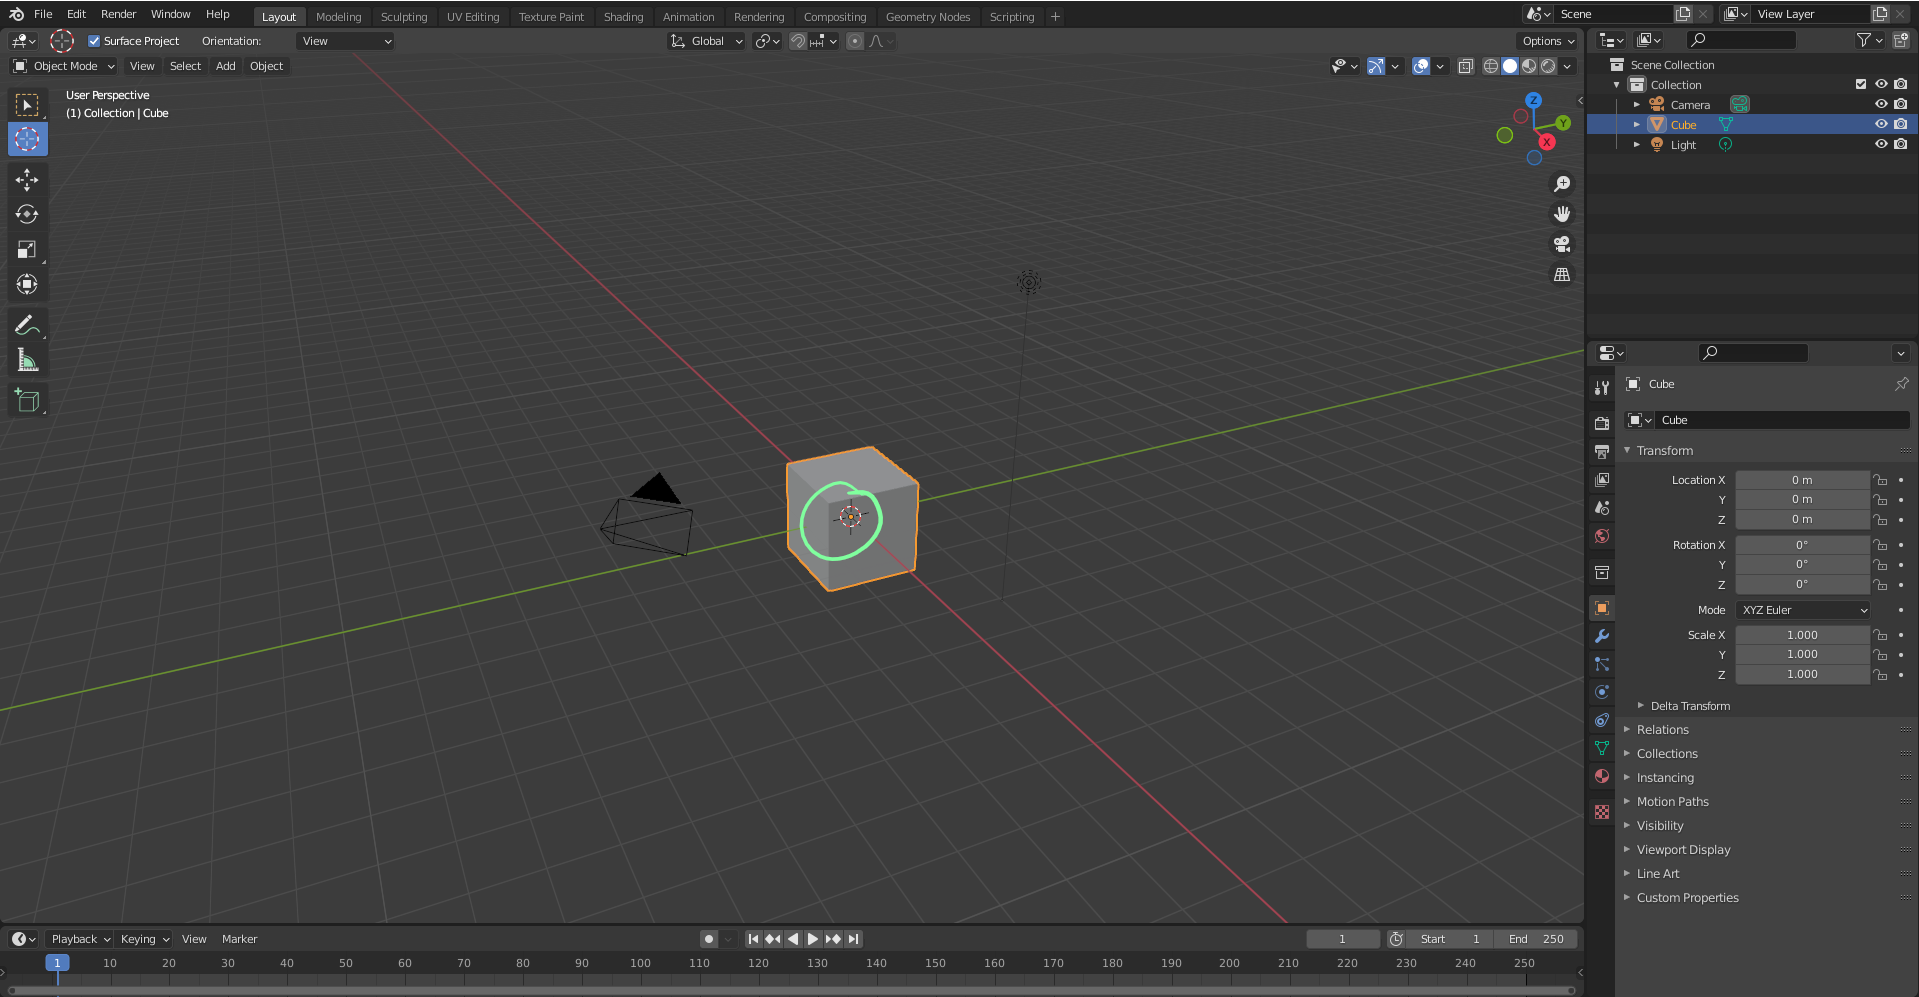 File Edit Render Window Help Layout Modeling Sculpting UV Editing Texture Paint Shading Animation Rendering Compositing Geometry Nodes Scripting + Scene View Layer
Surface Project Orientation: View Global Options
Object Mode View Select Add Object
User Perspective
(1) Collection | Cube
Z
Y
X
Scene Collection
Collection
Camera
Cube
Light
Cube
Cube
Transform
Location X 0 m
Y 0 m
Z 0 m
Rotation X 0°
Y 0°
Z 0°
Mode XYZ Euler
Scale X 1.000
Y 1.000
Z 1.000
Delta Transform
Relations
Collections
Instancing
Motion Paths
Visibility
Viewport Display
Line Art
Custom Properties
Playback Keying View Marker 1 Start 1 End 250
1 10 20 30 40 50 60 70 80 90 100 110 120 130 140 150 160 170 180 190 200 210 220 230 240 250